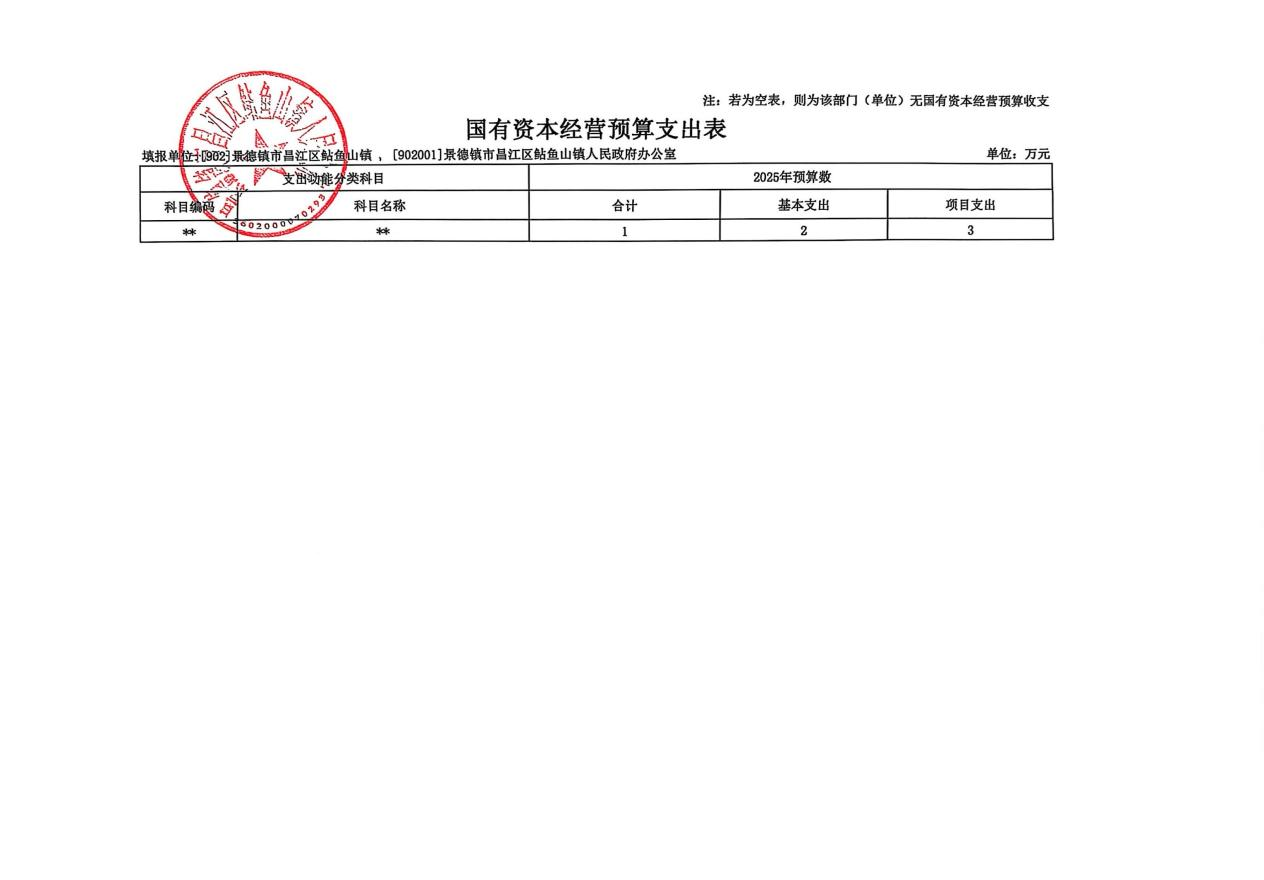 注：若为空表，则为该部门（单位）无国有资本经营预算收支
国有资本经营预算支出表
填报单位:[902]景德镇市昌江区鲇鱼山镇 , [902001]景德镇市昌江区鲇鱼山镇人民政府办公室 单位：万元
支出功能分类科目 2025年预算数
科目编码 科目名称 合计 基本支出 项目支出
** ** 1 2 3